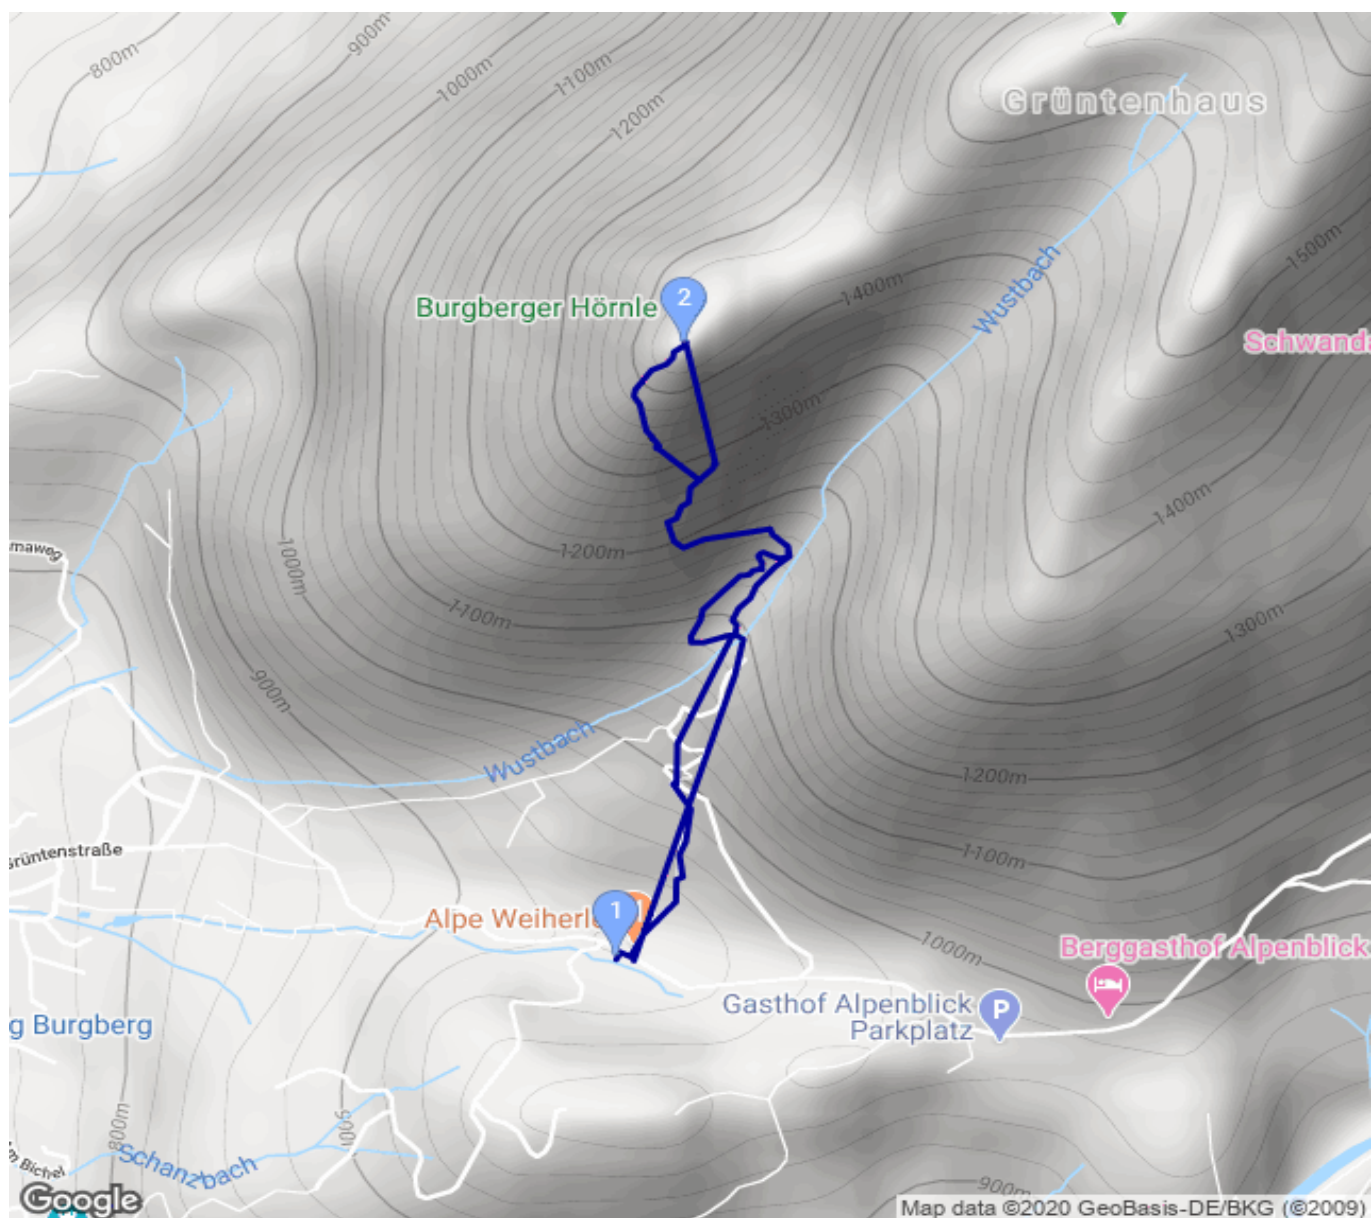 800m
900m
1000m
1100m
1200m
Grüntenhaus
1500m
Wustbach
1400m
2
Burgberger Hörnle
Schwanda
1300m
1400m
1000m
1200m
1100m
1300m
900m
Wustbach
1200m
Grüntenstraße
1100m
1
Alpe Weiherle
1000m
Berggasthof Alpenblick
Gasthof Alpenblick
Parkplatz
P
g Burgberg
800m
900m
Schanzbach
m Bichel
900m
Google
Map data ©2020 GeoBasis-DE/BKG (©2009)